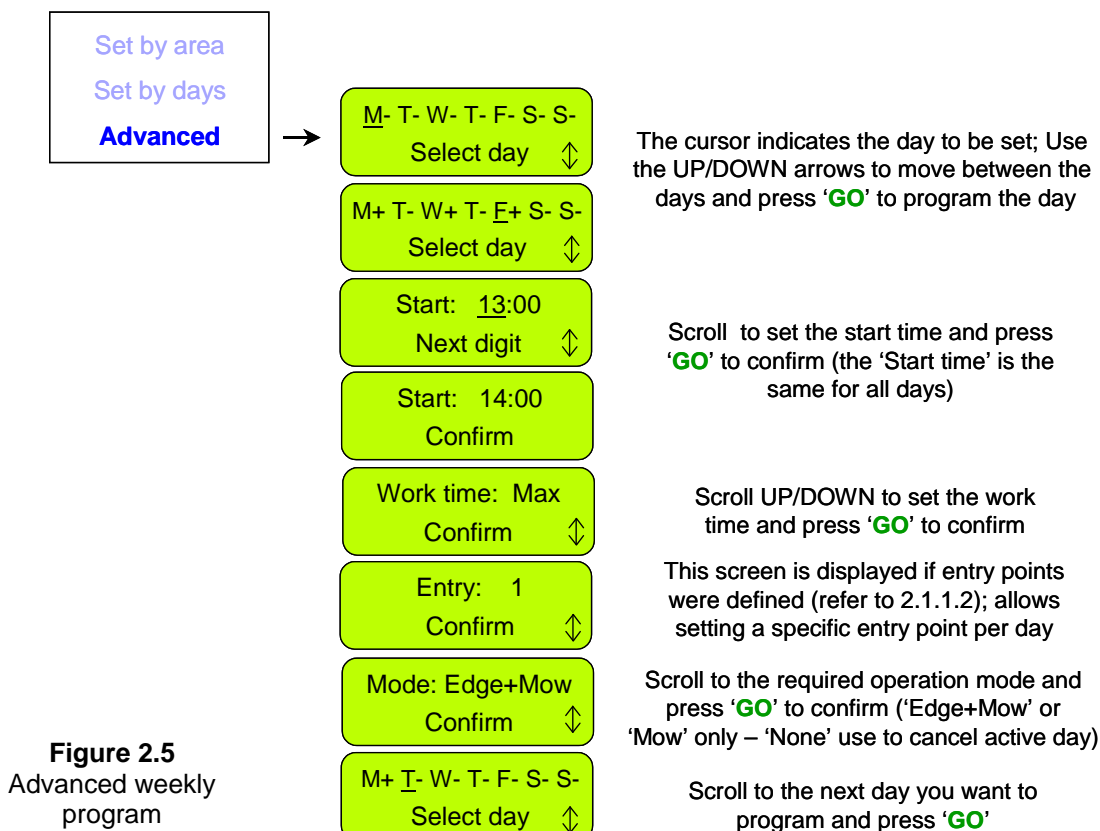 Set by area
Set by days
Advanced
M- T- W- T- F- S- S-
Select day
The cursor indicates the day to be set; Use
the UP/DOWN arrows to move between the
days and press ‘GO’ to program the day
M+ T- W+ T- F+ S- S-
Select day
Start: 13:00
Next digit
Scroll to set the start time and press
‘GO’ to confirm (the ‘Start time’ is the
same for all days)
Start: 14:00
Confirm
Work time: Max
Confirm
Scroll UP/DOWN to set the work
time and press ‘GO’ to confirm
Entry: 1
Confirm
This screen is displayed if entry points
were defined (refer to 2.1.1.2); allows
setting a specific entry point per day
Mode: Edge+Mow
Confirm
Scroll to the required operation mode and
press ‘GO’ to confirm (‘Edge+Mow’ or
‘Mow’ only – ‘None’ use to cancel active day)
M+ T- W- T- F- S- S-
Select day
Scroll to the next day you want to
program and press ‘GO’
Figure 2.5
Advanced weekly
program